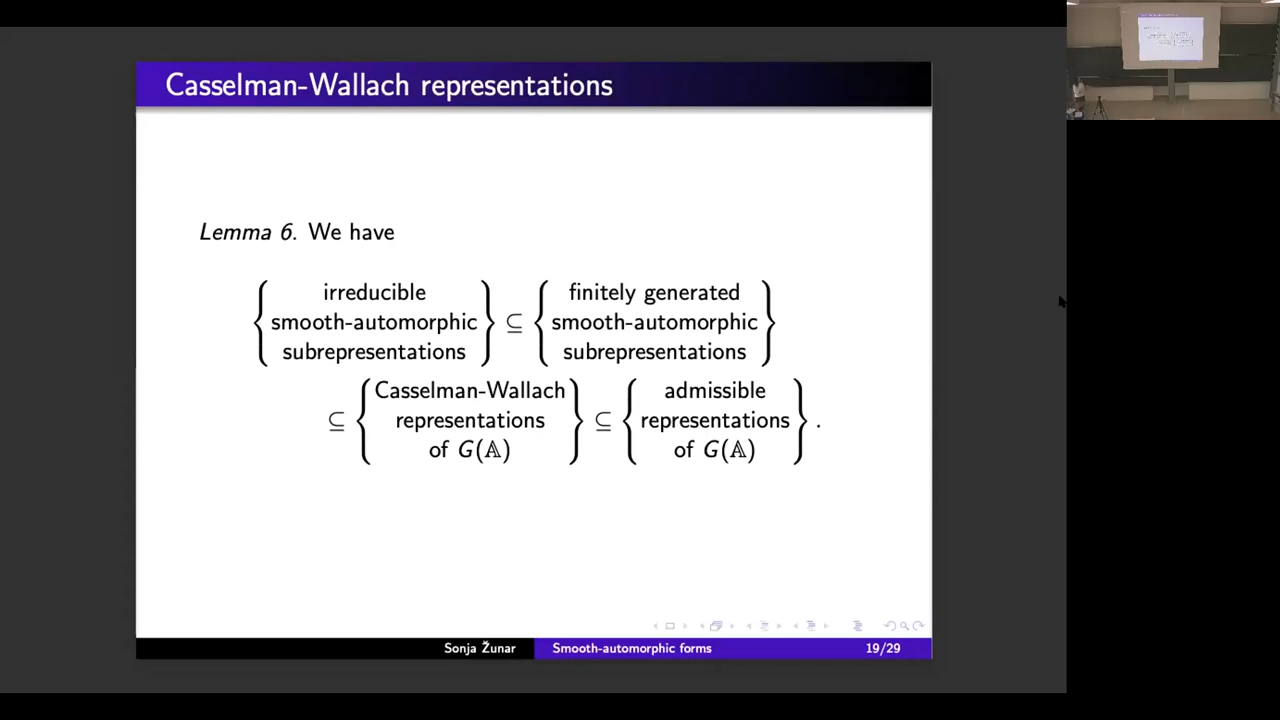 Casselman-Wallach representations
Lemma 6. We have
{ irreducible smooth-automorphic subrepresentations } ⊆ { finitely generated smooth-automorphic subrepresentations }
⊆ { Casselman-Wallach representations of G(𝔸) } ⊆ { admissible representations of G(𝔸) } .
Sonja Žunar Smooth-automorphic forms 19/29